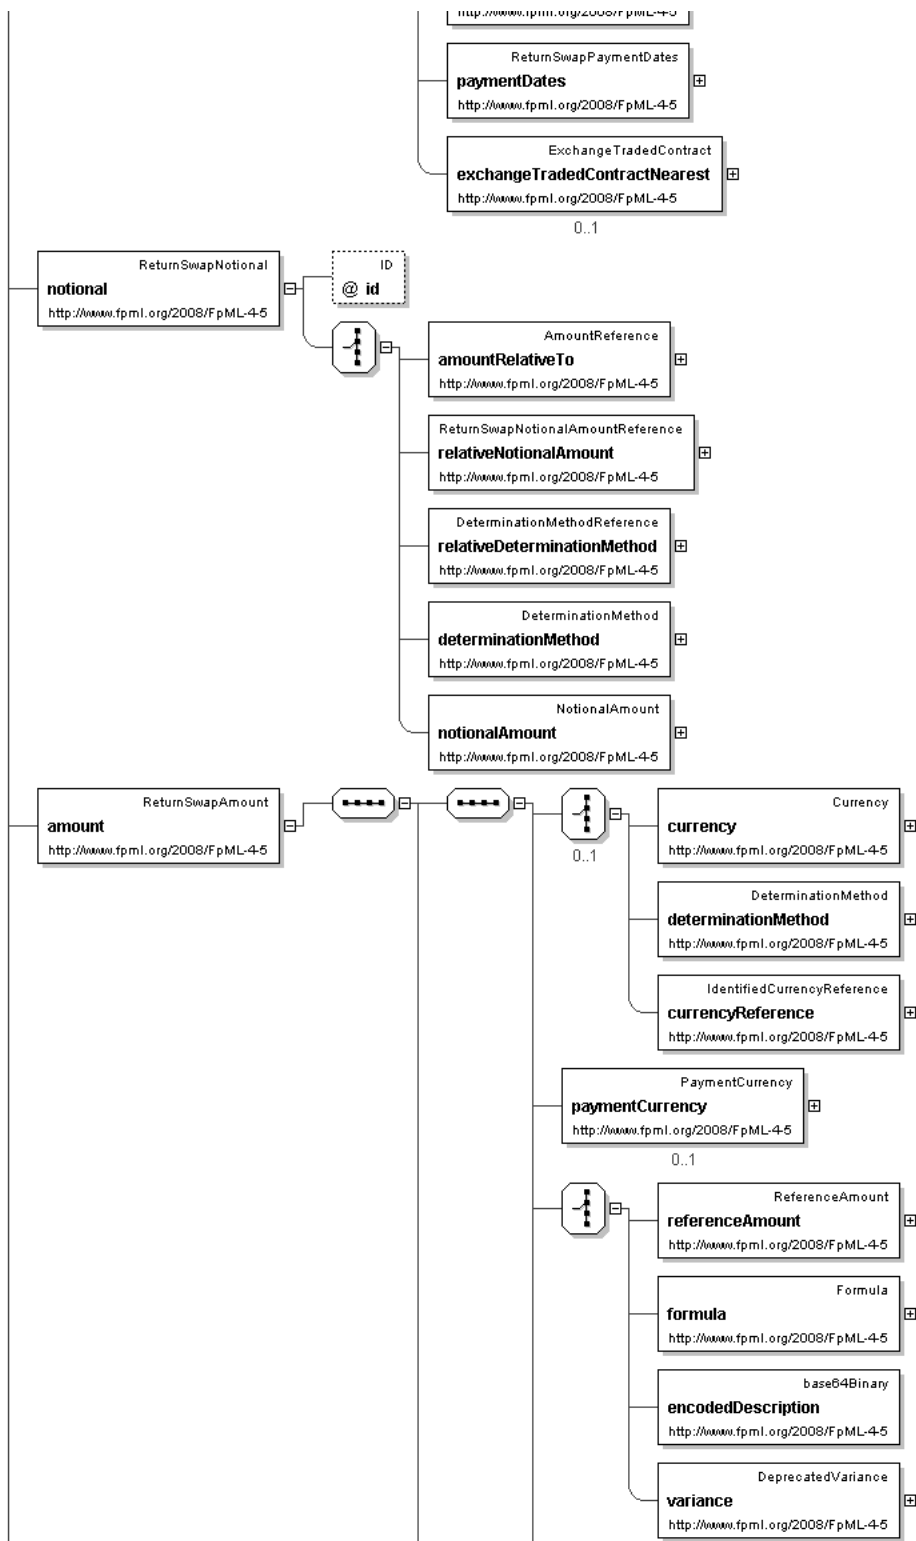 http://www.fpml.org/2008/FpML-4-5
ReturnSwapPaymentDates
paymentDates
http://www.fpml.org/2008/FpML-4-5
ExchangeTradedContract
exchangeTradedContractNearest
http://www.fpml.org/2008/FpML-4-5
0..1
ReturnSwapNotional
notional
http://www.fpml.org/2008/FpML-4-5
ID
@ id
AmountReference
amountRelativeTo
http://www.fpml.org/2008/FpML-4-5
ReturnSwapNotionalAmountReference
relativeNotionalAmount
http://www.fpml.org/2008/FpML-4-5
DeterminationMethodReference
relativeDeterminationMethod
http://www.fpml.org/2008/FpML-4-5
DeterminationMethod
determinationMethod
http://www.fpml.org/2008/FpML-4-5
NotionalAmount
notionalAmount
http://www.fpml.org/2008/FpML-4-5
ReturnSwapAmount
amount
http://www.fpml.org/2008/FpML-4-5
0..1
Currency
currency
http://www.fpml.org/2008/FpML-4-5
DeterminationMethod
determinationMethod
http://www.fpml.org/2008/FpML-4-5
IdentifiedCurrencyReference
currencyReference
http://www.fpml.org/2008/FpML-4-5
PaymentCurrency
paymentCurrency
http://www.fpml.org/2008/FpML-4-5
0..1
ReferenceAmount
referenceAmount
http://www.fpml.org/2008/FpML-4-5
Formula
formula
http://www.fpml.org/2008/FpML-4-5
base64Binary
encodedDescription
http://www.fpml.org/2008/FpML-4-5
DeprecatedVariance
variance
http://www.fpml.org/2008/FpML-4-5